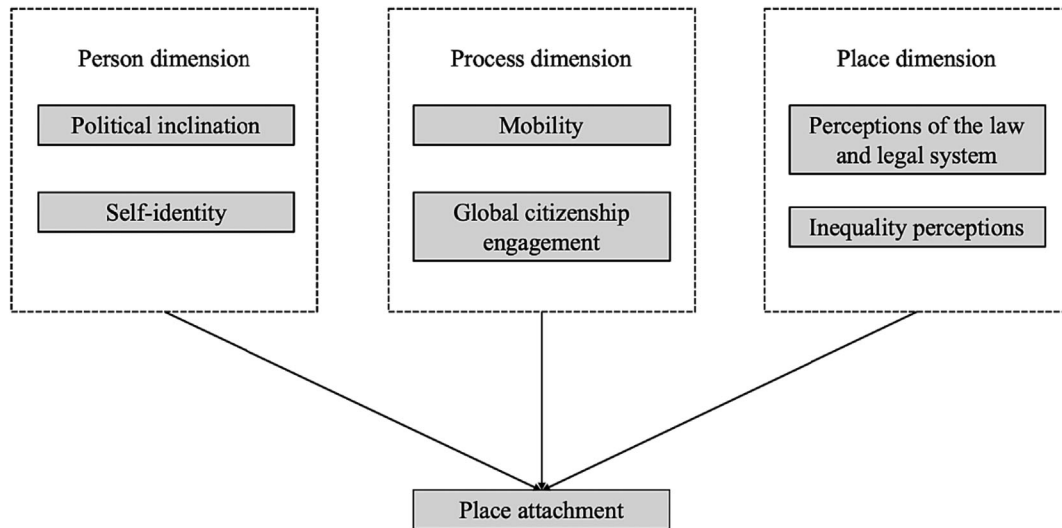 Person dimension
Political inclination
Self-identity
Process dimension
Mobility
Global citizenship
engagement
Place dimension
Perceptions of the law
and legal system
Inequality perceptions
Place attachment